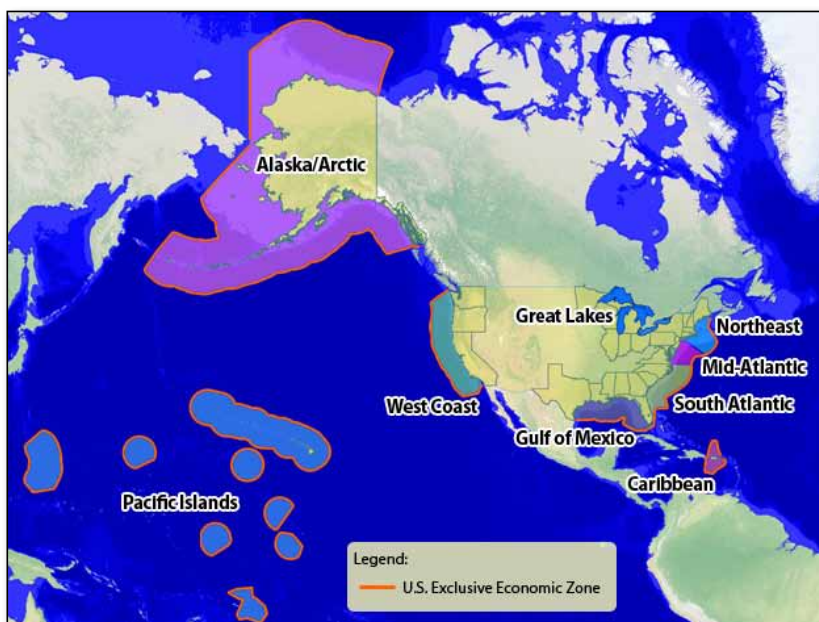 Alaska/Arctic
Great Lakes
Northeast
Mid-Atlantic
West Coast
South Atlantic
Gulf of Mexico
Caribbean
Pacific Islands
Legend:
U.S. Exclusive Economic Zone